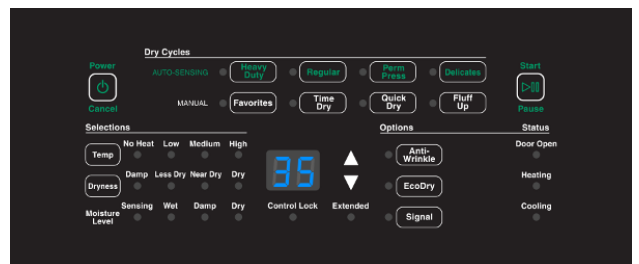 Dry Cycles
Power
Start
AUTO-SENSING Heavy Duty Regular Perm Press Delicates
MANUAL Favorites Time Dry Quick Dry Fluff Up
Cancel
Pause
Selections Options Status
No Heat Low Medium High
Temp
Anti-Wrinkle
Door Open
Damp Less Dry Near Dry Dry
Dryness
35
EcoDry
Heating
Sensing Wet Damp Dry Control Lock Extended
Moisture Level
Signal
Cooling